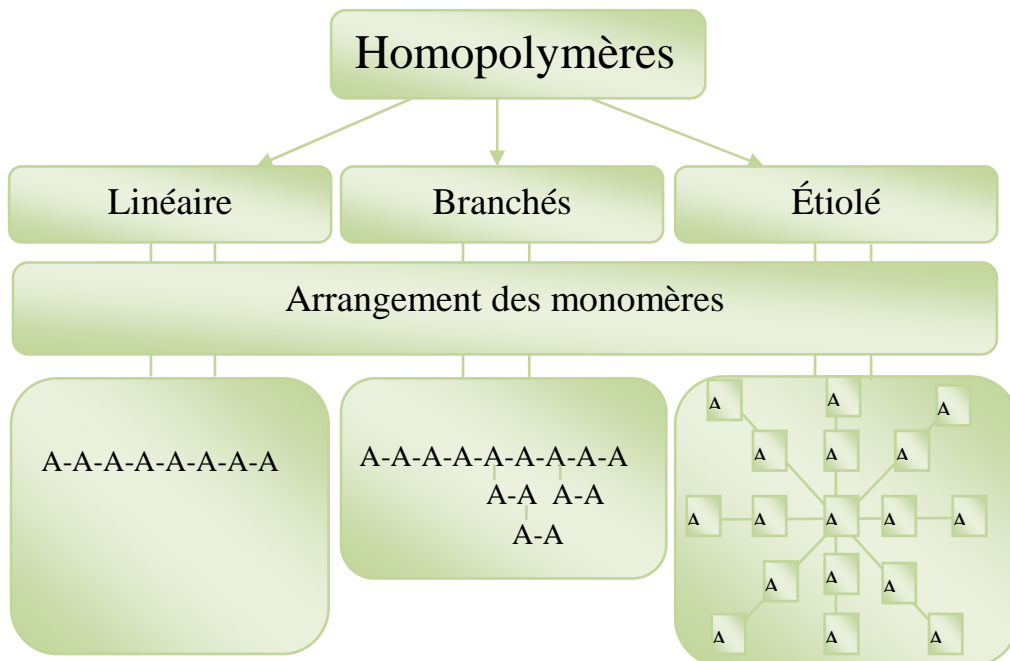 Homopolymères
Linéaire
Branchés
Étiolé
Arrangement des monomères
A-A-A-A-A-A-A-A
A-A-A-A-A-A-A-A-A
A-A A-A
A-A
A A A
A A A
A A A A A
A A A
A A A